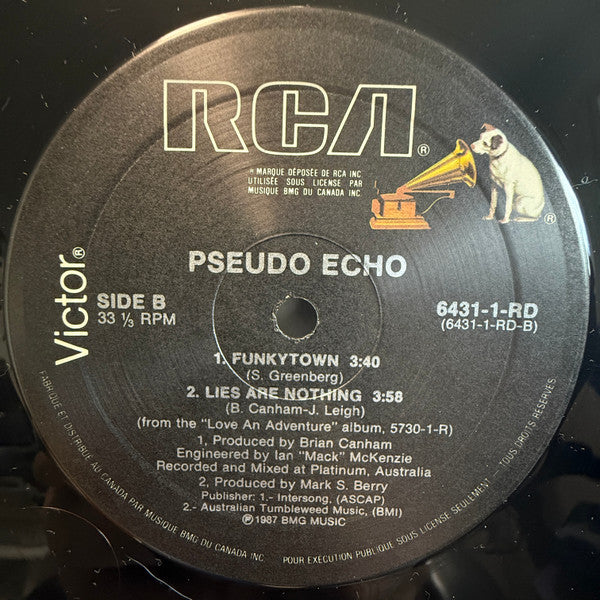 RCA®
® MARQUE DÉPOSÉE DE RCA INC.
UTILISÉE SOUS LICENSE PAR
MUSIQUE BMG DU CANADA INC.
®
Victor®
PSEUDO ECHO
SIDE B
33 ⅓ RPM
6431-1-RD
(6431-1-RD-B)
1. FUNKYTOWN 3:40
(S. Greenberg)
2. LIES ARE NOTHING 3:58
(B. Canham-J. Leigh)
(from the "Love An Adventure" album, 5730-1-R)
1, Produced by Brian Canham
Engineered by Ian "Mack" McKenzie
Recorded and Mixed at Platinum, Australia
2, Produced by Mark S. Berry
Publisher: 1.- Intersong, (ASCAP)
2.- Australian Tumbleweed Music, (BMI)
℗1987 BMG MUSIC
FABRIQUÉ ET DISTRIBUÉ AU CANADA PAR MUSIQUE BMG DU CANADA INC.
POUR EXÉCUTION PUBLIQUE SOUS LICENSE SEULEMENT.
TOUS DROITS RÉSERVÉS